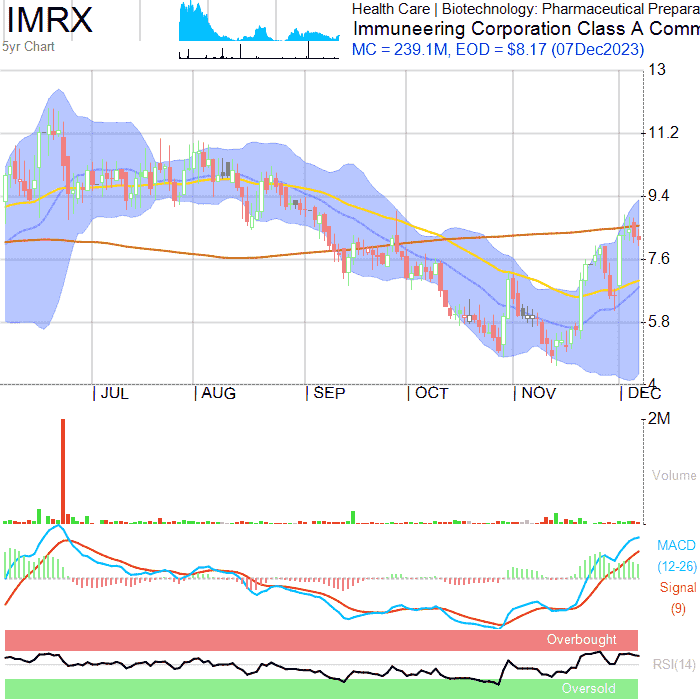 IMRX
5yr Chart
Health Care | Biotechnology: Pharmaceutical Prepara
Immuneering Corporation Class A Comm
MC = 239.1M, EOD = $8.17 (07Dec2023)
13
11.2
9.4
7.6
5.8
4
JUL AUG SEP OCT NOV DEC
2M
Volume
MACD
(12-26)
Signal
(9)
Overbought
RSI(14)
Oversold